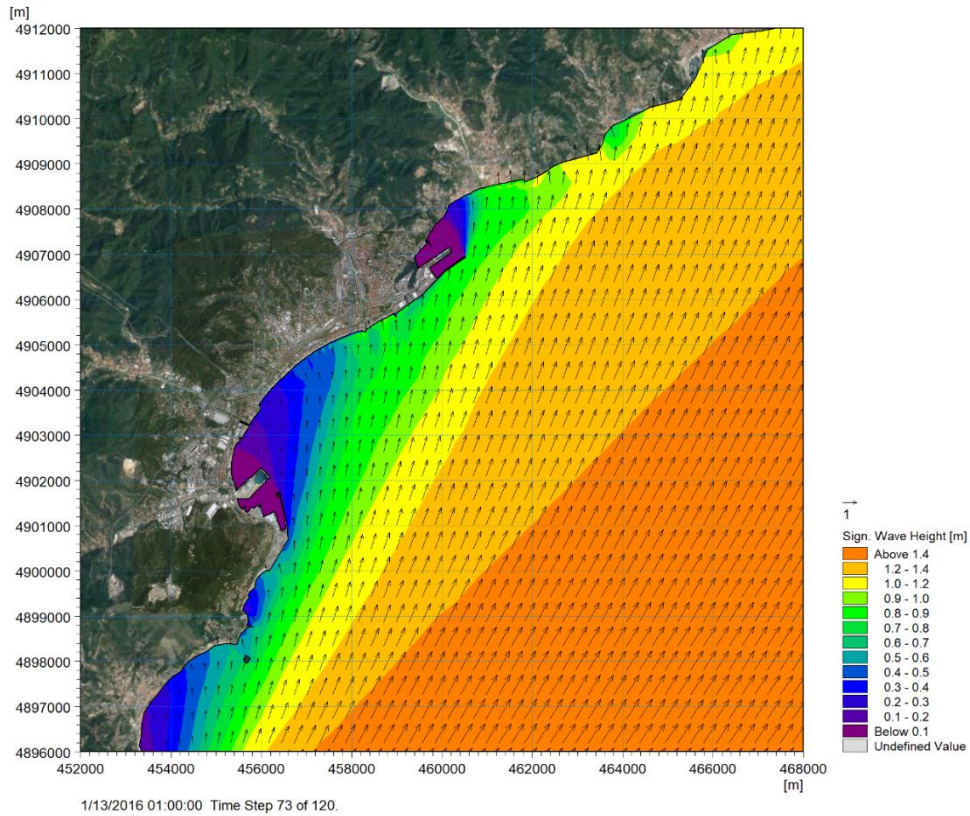 [m]
4912000
4911000
4910000
4909000
4908000
4907000
4906000
4905000
4904000
4903000
4902000
4901000
4900000
4899000
4898000
4897000
4896000
452000 454000 456000 458000 460000 462000 464000 466000 468000
[m]
1/13/2016 01:00:00 Time Step 73 of 120.
1
Sign. Wave Height [m]
Above 1.4
1.2 - 1.4
1.0 - 1.2
0.9 - 1.0
0.8 - 0.9
0.7 - 0.8
0.6 - 0.7
0.5 - 0.6
0.4 - 0.5
0.3 - 0.4
0.2 - 0.3
0.1 - 0.2
Below 0.1
Undefined Value